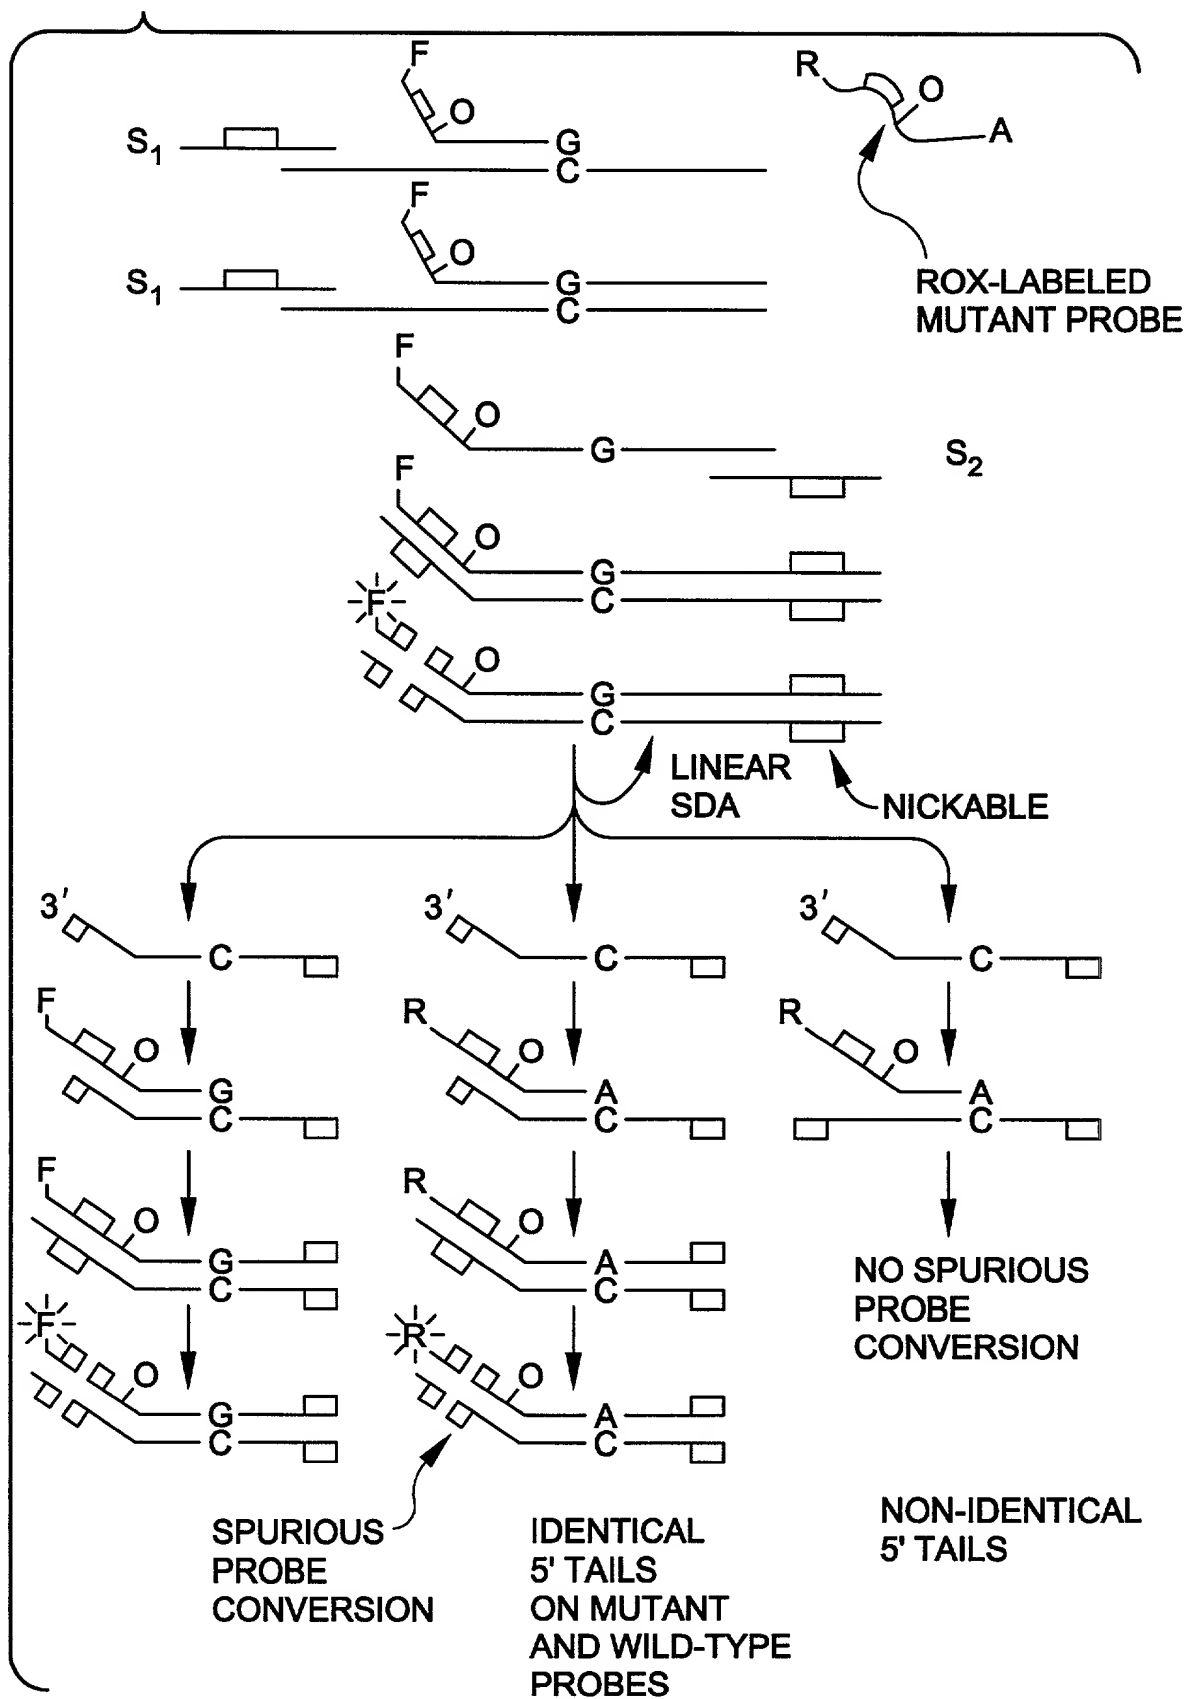 F
R
O
O
S1
G
A
C
F
O
ROX-LABELED
MUTANT PROBE
S1
G
C
F
O
G
S2
F
O
G
C
F
O
G
C
LINEAR
SDA
NICKABLE
3'
3'
3'
C
C
C
F
R
R
O
O
O
G
A
A
C
C
C
F
R
O
O
G
A
C
C
NO SPURIOUS
PROBE
CONVERSION
F
R
O
O
G
A
C
C
SPURIOUS
PROBE
CONVERSION
IDENTICAL
5' TAILS
ON MUTANT
AND WILD-TYPE
PROBES
NON-IDENTICAL
5' TAILS